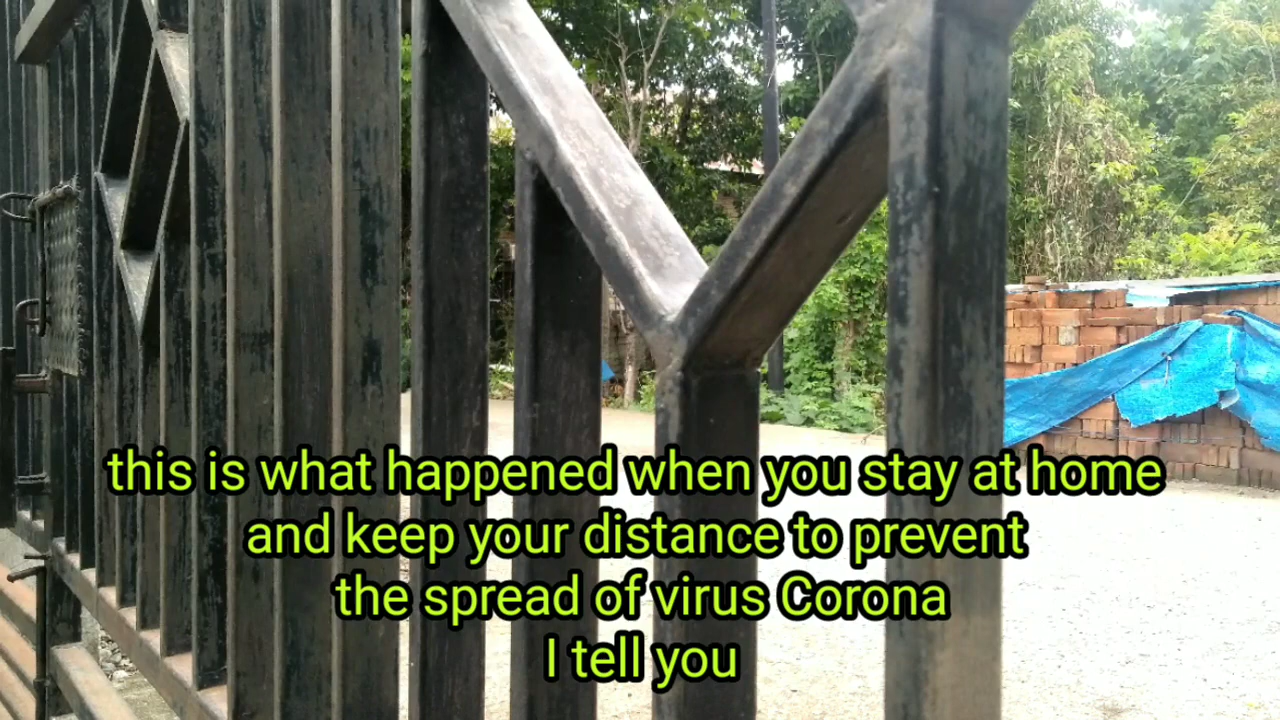 this is what happened when you stay at home
and keep your distance to prevent
the spread of virus Corona
I tell you